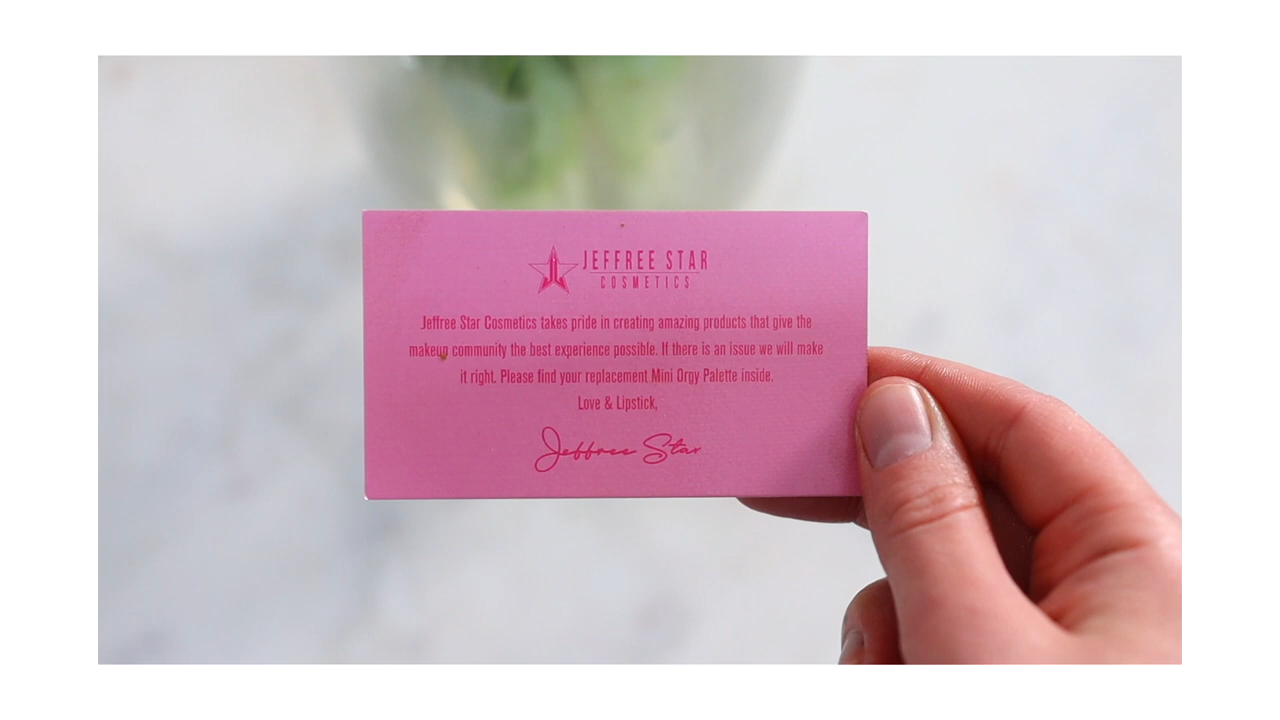 JEFFREE STAR
COSMETICS
Jeffree Star Cosmetics takes pride in creating amazing products that give the
makeup community the best experience possible. If there is an issue we will make
it right. Please find your replacement Mini Orgy Palette inside.
Love & Lipstick,
Jeffree Star